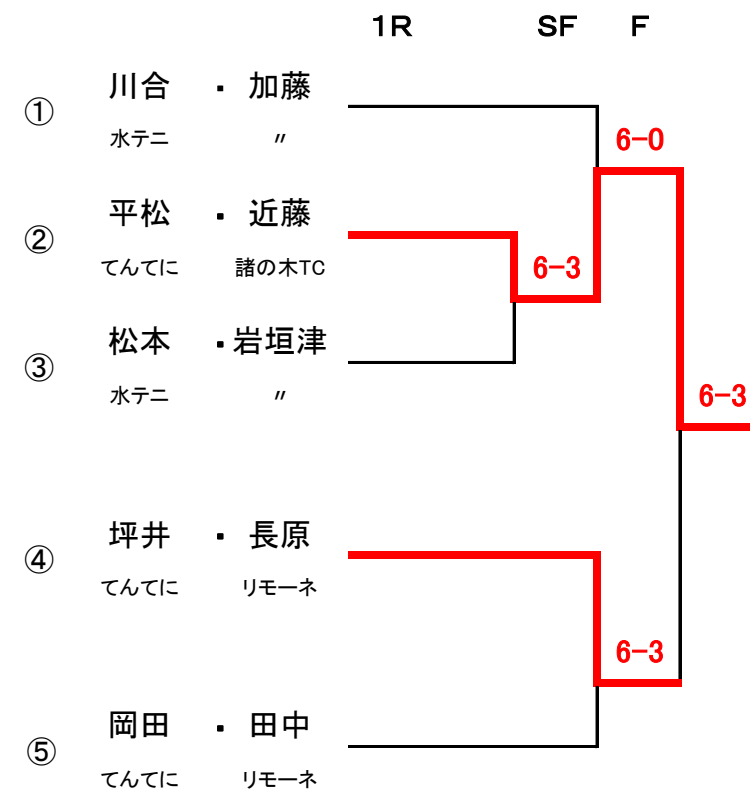 1R SF F
① 川合 ・ 加藤
水テニ 〃
6-0
② 平松 ・ 近藤
てんてに 諸の木TC
6-3
③ 松本 ・ 岩垣津
水テニ 〃
6-3
④ 坪井 ・ 長原
てんてに リモーネ
6-3
⑤ 岡田 ・ 田中
てんてに リモーネ